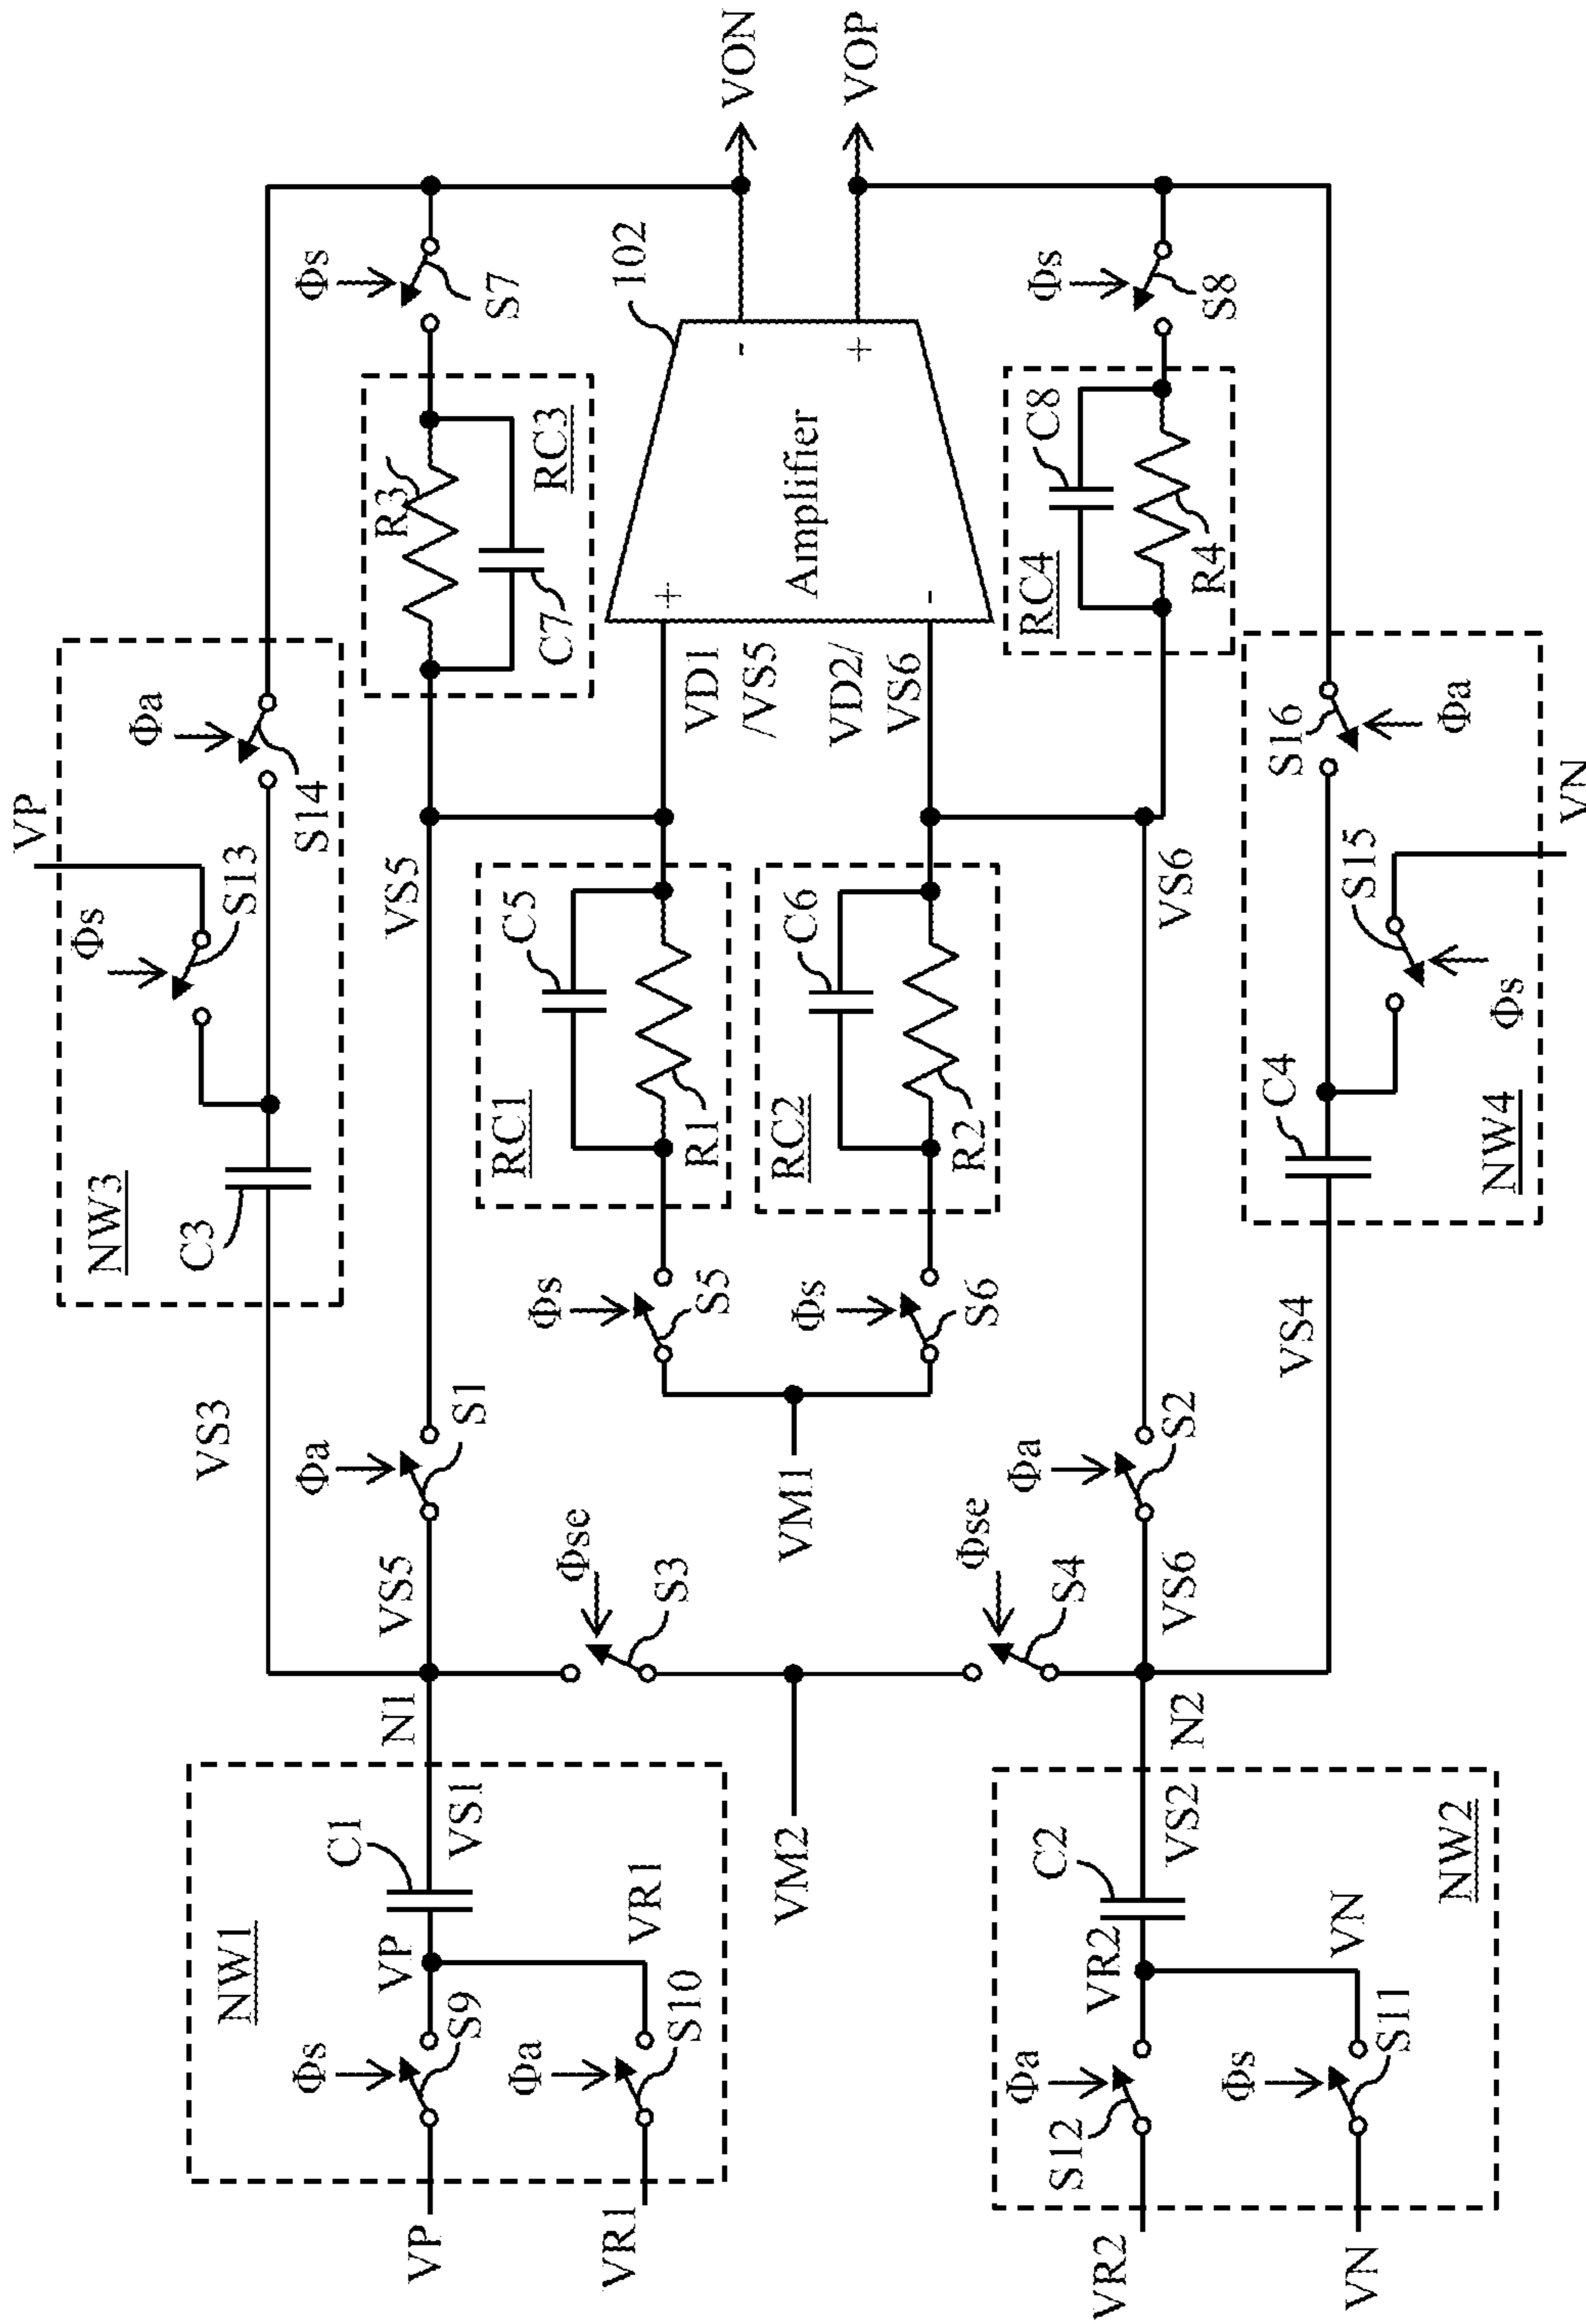 VP
Φs
S13
Φa
S14
NW3
C3
VS3
VS5
Φs
S7
R3
C7
RC3
VON
VOP
102
Amplifier
+
-
-
+
VD1
/VS5
VD2/
VS6
Φa
S1
VS5
N1
NW1
C1
VS1
VP
VR1
Φs
S9
Φa
S10
VP
VR1
Φse
S3
VM2
Φse
S4
VM1
Φs
S5
Φs
S6
RC1
C5
R1
RC2
C6
R2
RC4
C8
R4
Φs
S8
Φa
S2
VS6
VS6
N2
NW2
C2
VS2
VR2
VN
Φa
S12
Φs
S11
VR2
VN
VS4
C4
NW4
S16
Φa
S15
Φs
VN